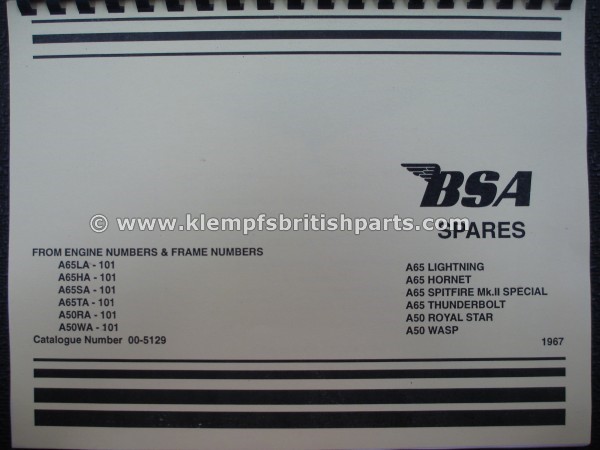 BSA
© www.klempfsbritishparts.com
SPARES
FROM ENGINE NUMBERS & FRAME NUMBERS
A65LA - 101
A65HA - 101
A65SA - 101
A65TA - 101
A50RA - 101
A50WA - 101
Catalogue Number 00-5129
A65 LIGHTNING
A65 HORNET
A65 SPITFIRE Mk.II SPECIAL
A65 THUNDERBOLT
A50 ROYAL STAR
A50 WASP
1967